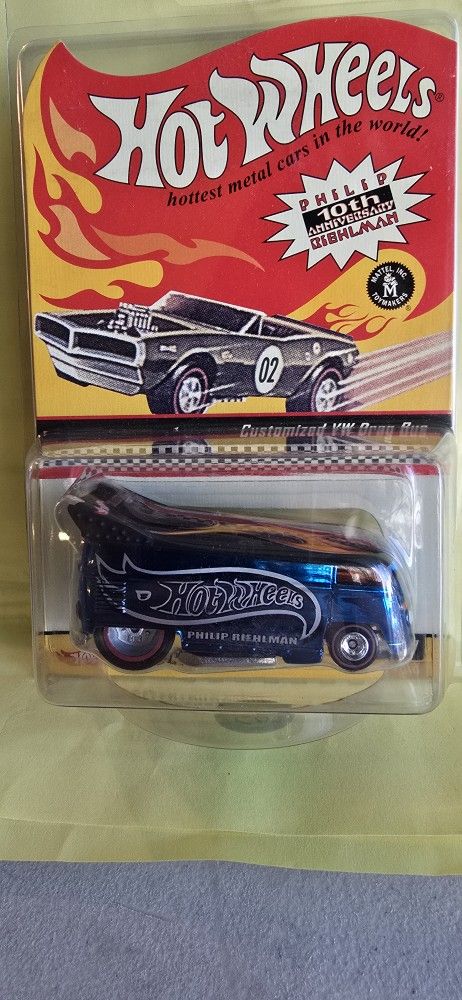 HOT WHEELS®
hottest metal cars in the world!
PHILIP
10th
ANNIVERSARY
RIEHLMAN
MATTEL, INC.
M
TOYMAKERS ®
02
Customized VW Drag Bus
HOT WHEELS
PHILIP RIEHLMAN